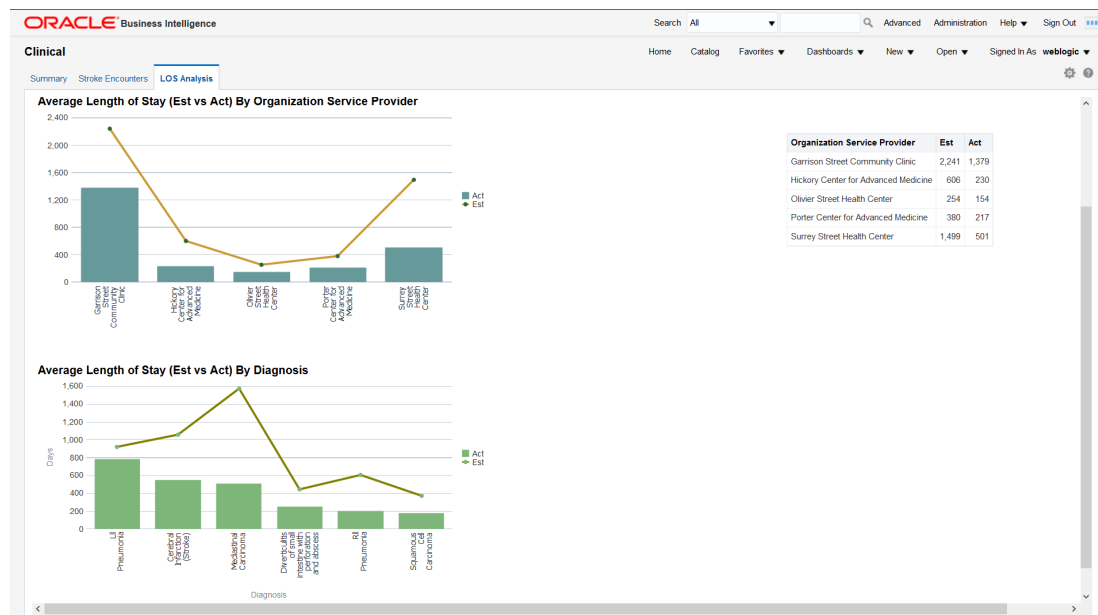 ORACLE Business Intelligence
Search All Advanced Administration Help Sign Out
Clinical
Home Catalog Favorites Dashboards New Open Signed In As weblogic
Summary Stroke Encounters LOS Analysis
Average Length of Stay (Est vs Act) By Organization Service Provider
2,400
2,000
1,600
1,200
800
400
0
Act
Est
Garrison
Street
Community
Clinic
Hickory
Center for
Advanced
Medicine
Olivier
Street
Health
Center
Porter
Center for
Advanced
Medicine
Surrey
Street
Health
Center
Organization Service Provider Est Act
Garrison Street Community Clinic 2,241 1,379
Hickory Center for Advanced Medicine 606 230
Olivier Street Health Center 254 154
Porter Center for Advanced Medicine 380 217
Surrey Street Health Center 1,499 501
Average Length of Stay (Est vs Act) By Diagnosis
Days
1,600
1,400
1,200
1,000
800
600
400
200
0
Act
Est
Pneumonia
Cerebral
Infarction
(Stroke)
Mediastinal
Carcinoma
Diverticulitis
of small
intestine with
perforation
and abscess
Pneumonia
Squamous
Cell
Carcinoma
Diagnosis